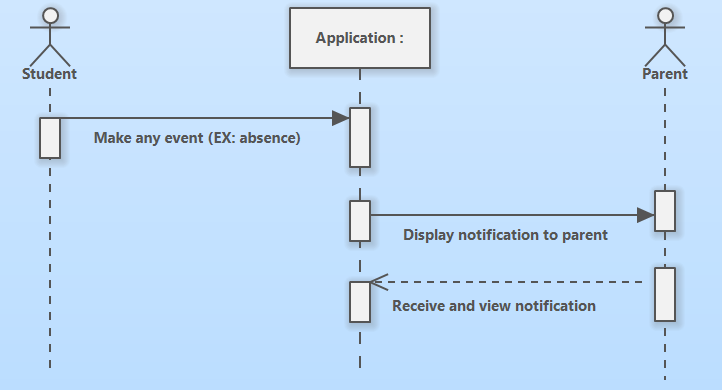 Application :
Student
Parent
Make any event (EX: absence)
Display notification to parent
Receive and view notification